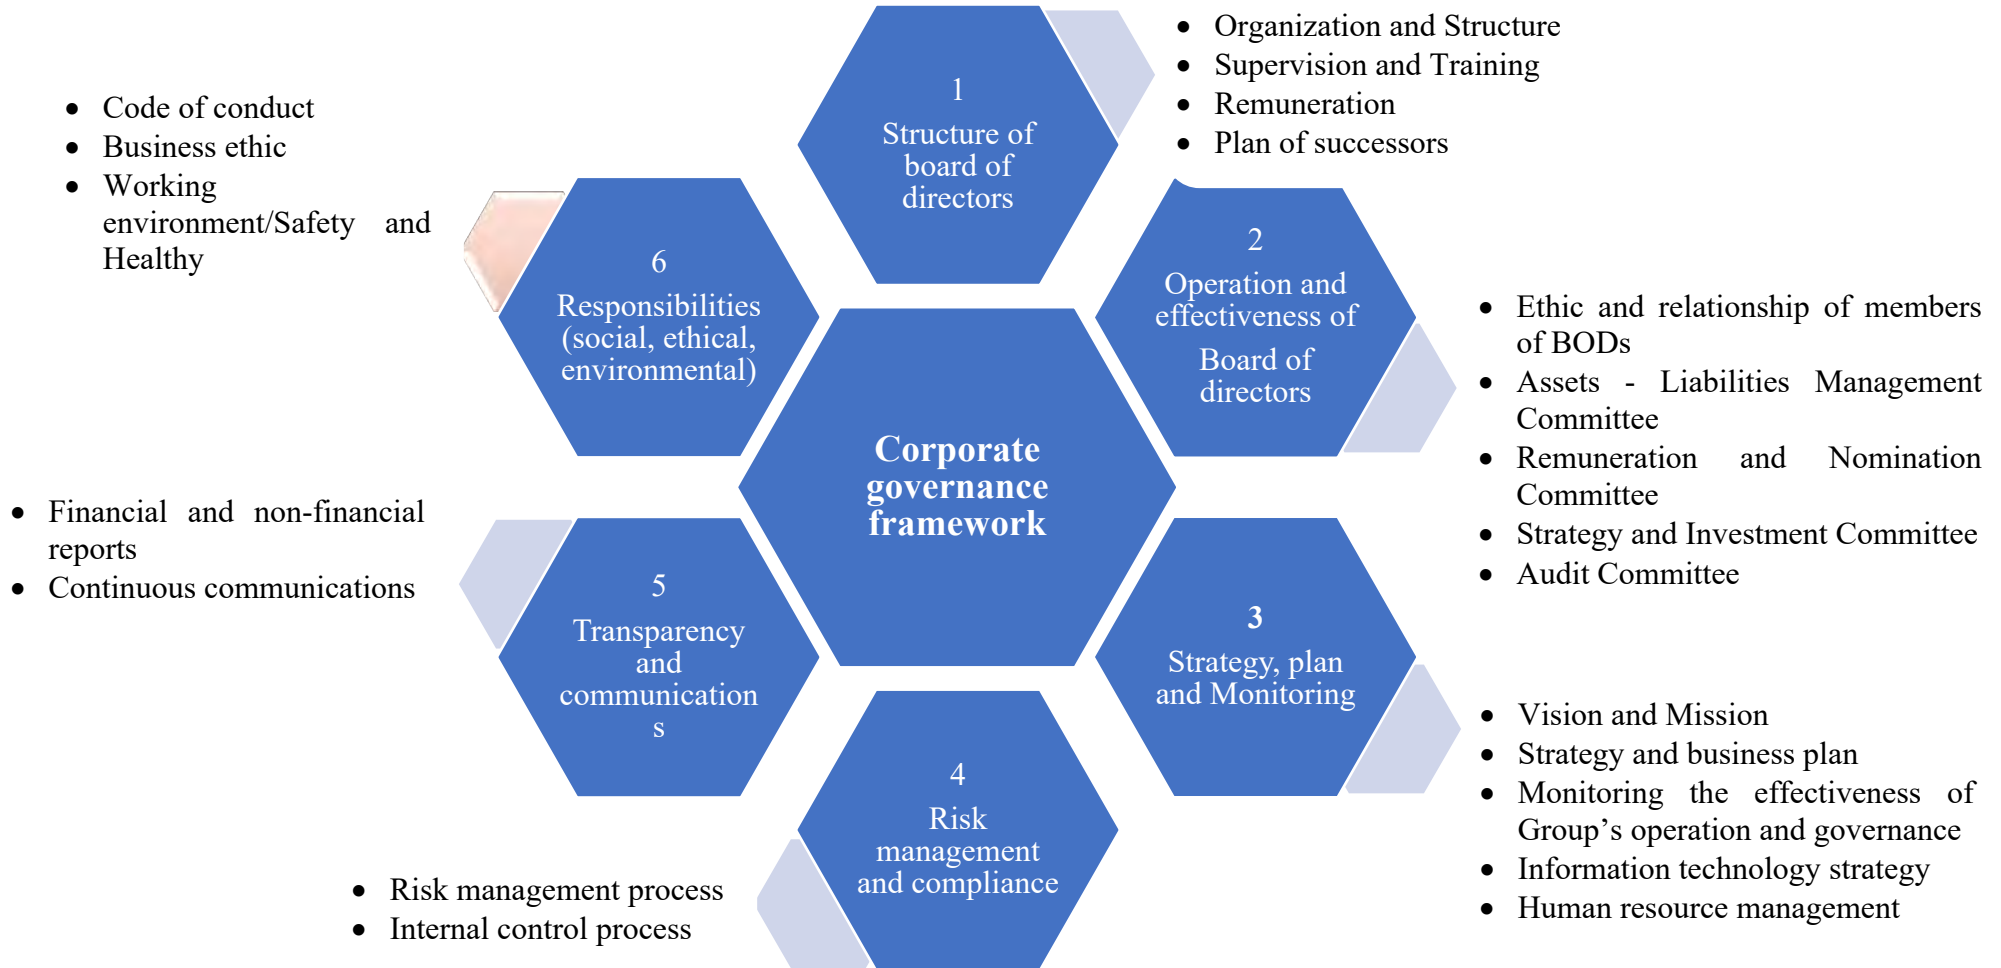 Corporate
governance
framework
1
Structure of
board of
directors
• Organization and Structure
• Supervision and Training
• Remuneration
• Plan of successors
2
Operation and
effectiveness of
Board of
directors
• Ethic and relationship of members
of BODs
• Assets - Liabilities Management
Committee
• Remuneration and Nomination
Committee
• Strategy and Investment Committee
• Audit Committee
3
Strategy, plan
and Monitoring
• Vision and Mission
• Strategy and business plan
• Monitoring the effectiveness of
Group’s operation and governance
• Information technology strategy
• Human resource management
4
Risk
management
and compliance
• Risk management process
• Internal control process
5
Transparency
and
communication
s
• Financial and non-financial
reports
• Continuous communications
6
Responsibilities
(social, ethical,
environmental)
• Code of conduct
• Business ethic
• Working
environment/Safety and
Healthy